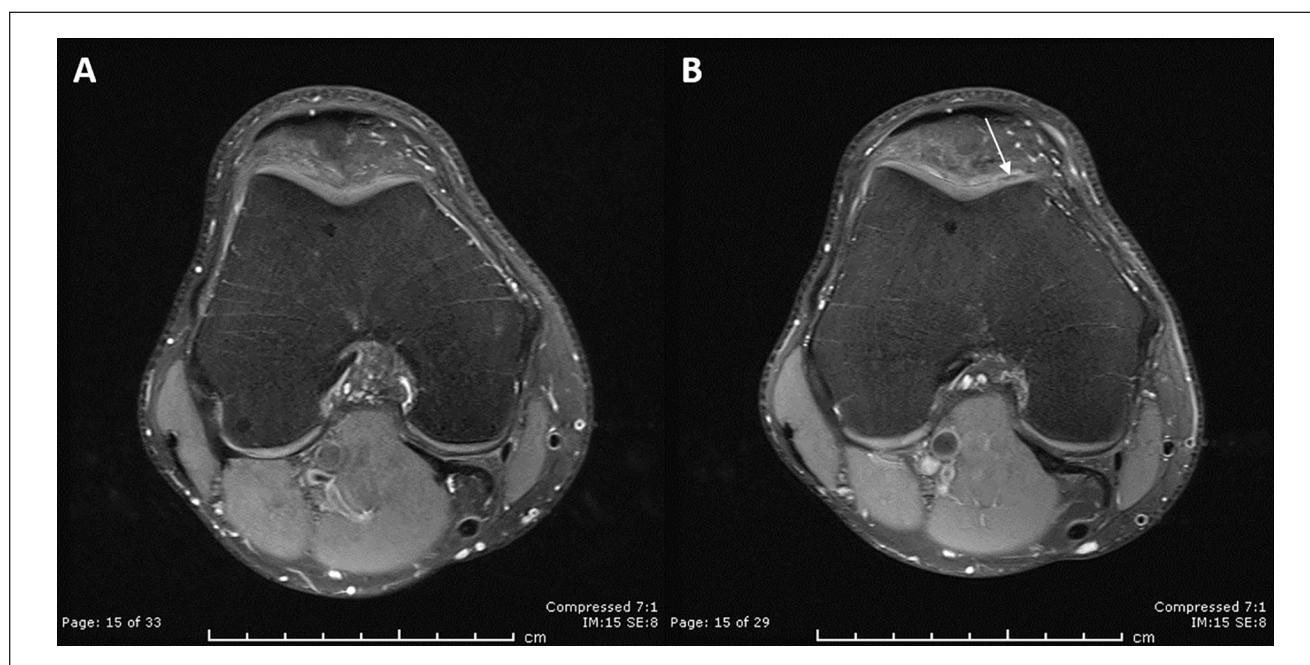 A
B
Compressed 7:1
IM:15 SE:8
Page: 15 of 33
cm
Compressed 7:1
IM:15 SE:8
Page: 15 of 29
cm